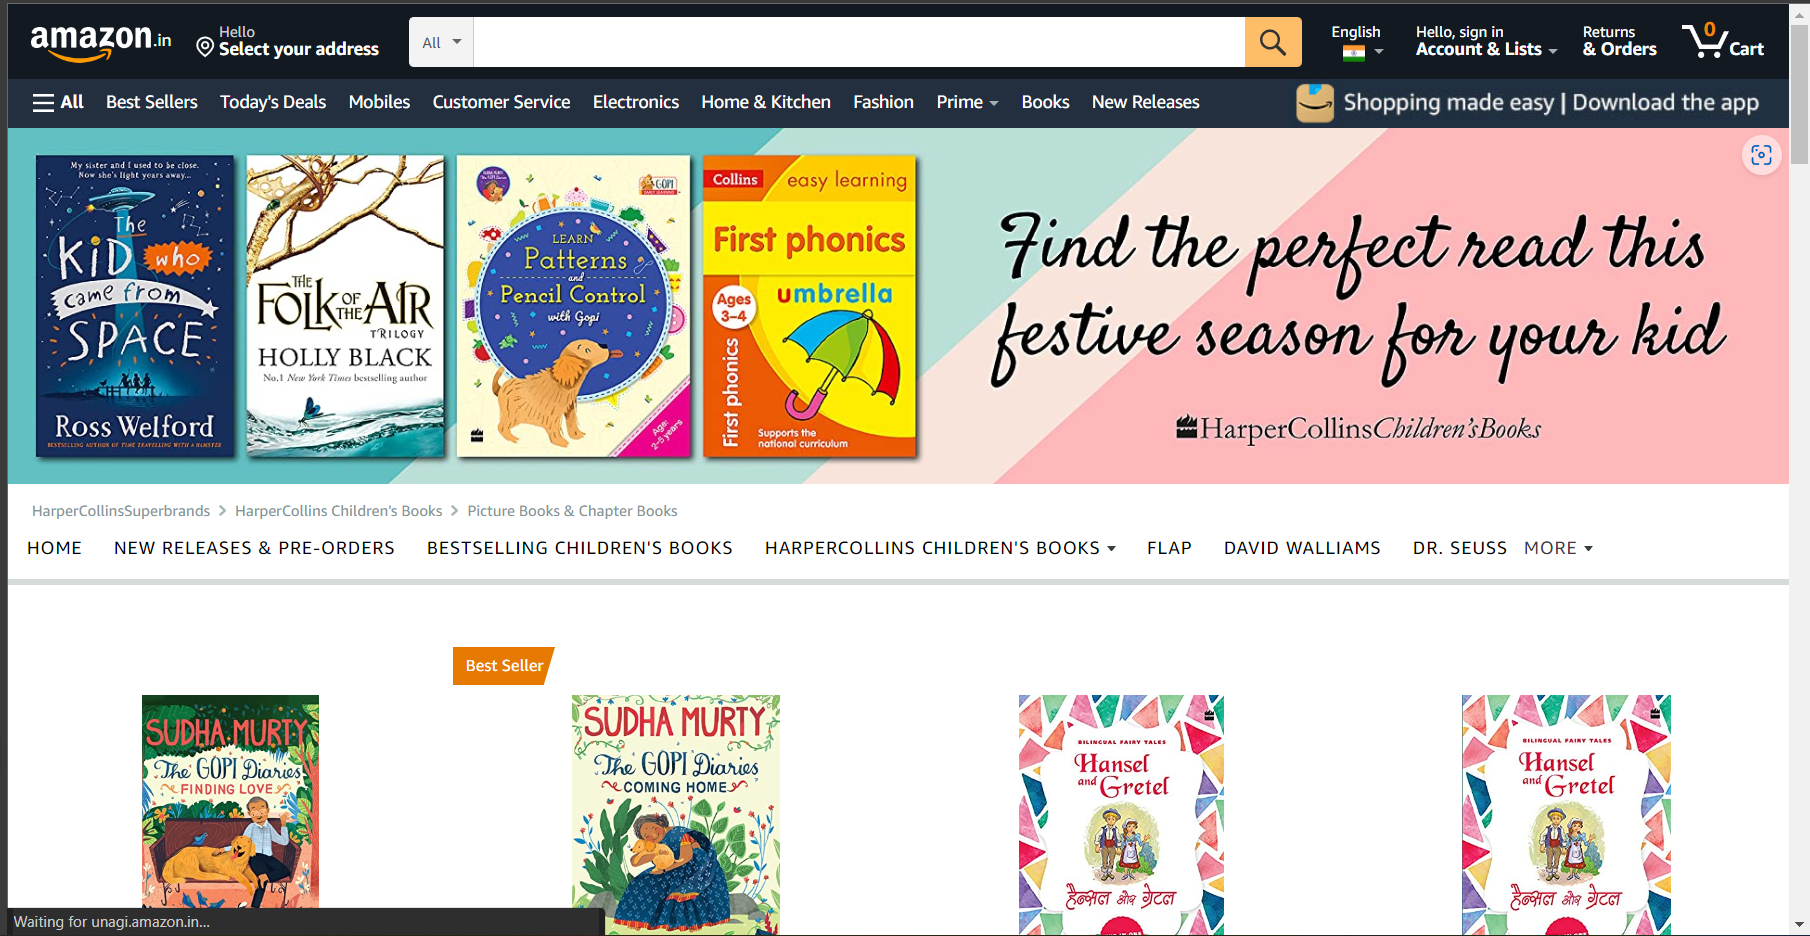 amazon.in
Hello
Select your address
All
English
Hello, sign in
Account & Lists
Returns
& Orders
0
Cart
All
Best Sellers
Today's Deals
Mobiles
Customer Service
Electronics
Home & Kitchen
Fashion
Prime
Books
New Releases
Shopping made easy | Download the app
My sister and I used to be close.
Now she's light years away...
The
KID who
came from
SPACE
Ross Welford
BESTSELLING AUTHOR OF TIME TRAVELLING WITH A HAMSTER
THE
FOLK OF THE AIR
TRILOGY
HOLLY BLACK
No.1 New York Times bestselling author
GOPI
LEARN
Patterns
and
Pencil Control
with Gopi
Age:
2-5 years
Collins
easy learning
First phonics
Ages
3–4
umbrella
First phonics
Supports the
national curriculum
Find the perfect read this
festive season for your kid
HarperCollinsChildren'sBooks
HarperCollinsSuperbrands > HarperCollins Children's Books > Picture Books & Chapter Books
HOME
NEW RELEASES & PRE-ORDERS
BESTSELLING CHILDREN'S BOOKS
HARPERCOLLINS CHILDREN'S BOOKS
FLAP
DAVID WALLIAMS
DR. SEUSS
MORE
Best Seller
SUDHA MURTY
The GOPI Diaries
FINDING LOVE
SUDHA MURTY
The GOPI Diaries
COMING HOME
BILINGUAL FAIRY TALES
Hansel
and Gretel
हैन्सल और ग्रेटल
BILINGUAL FAIRY TALES
Hansel
and Gretel
हैन्सल और ग्रेटल
Waiting for unagi.amazon.in...